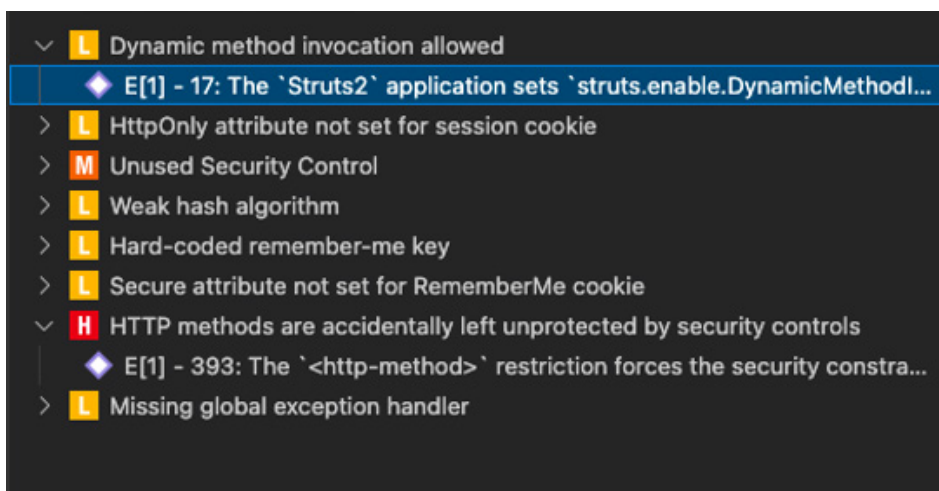 L Dynamic method invocation allowed
E[1] - 17: The `Struts2` application sets `struts.enable.DynamicMethodI...
L HttpOnly attribute not set for session cookie
M Unused Security Control
L Weak hash algorithm
L Hard-coded remember-me key
L Secure attribute not set for RememberMe cookie
H HTTP methods are accidentally left unprotected by security controls
E[1] - 393: The `<http-method>` restriction forces the security constra...
L Missing global exception handler